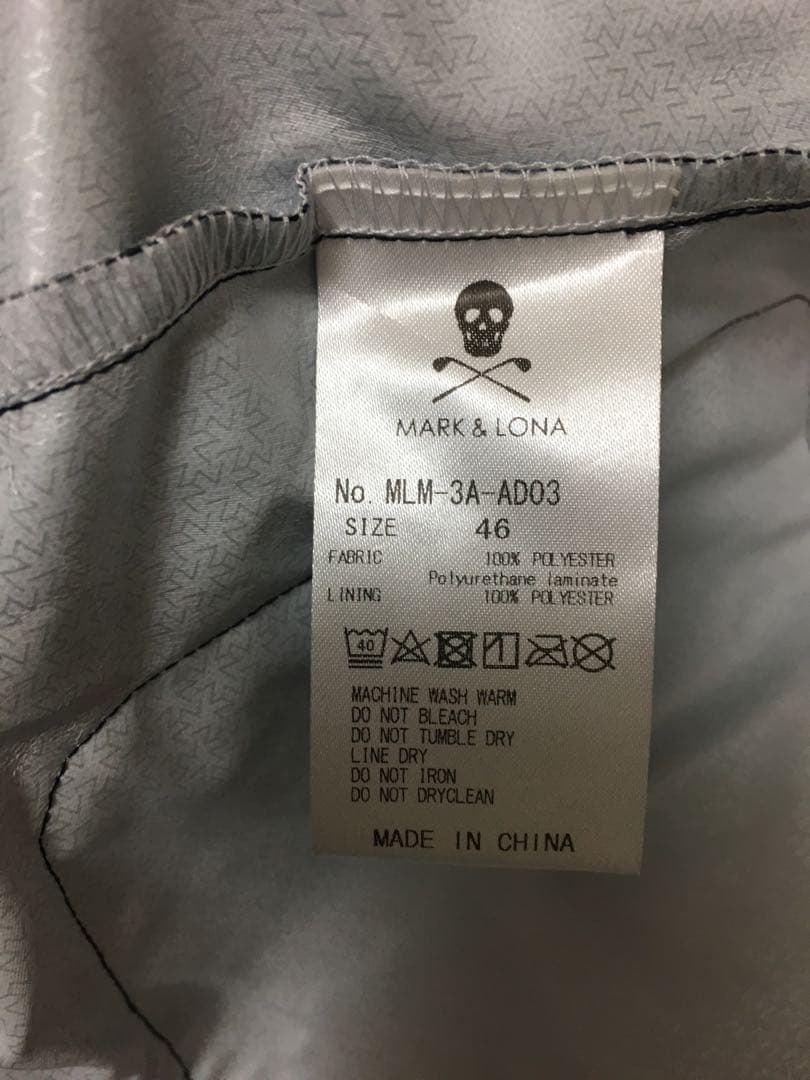 MARK & LONA
No. MLM-3A-AD03
SIZE 46
FABRIC 100% POLYESTER
Polyurethane laminate
LINING 100% POLYESTER
40
MACHINE WASH WARM
DO NOT BLEACH
DO NOT TUMBLE DRY
LINE DRY
DO NOT IRON
DO NOT DRYCLEAN
MADE IN CHINA